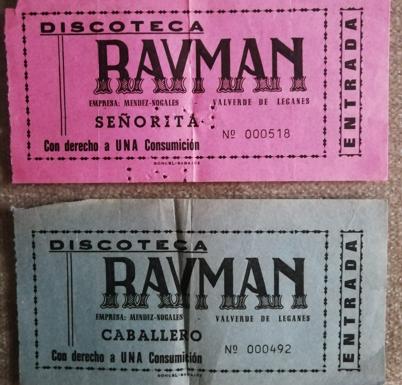 DISCOTECA
RAYMAN
EMPRESA: MENDEZ-NOGALES - VALVERDE DE LEGANES
SEÑORITA
Nº 000518
Con derecho a UNA Consumición
ENTRADA
DISCOTECA
RAYMAN
EMPRESA: MENDEZ-NOGALES - VALVERDE DE LEGANES
CABALLERO
Nº 000492
Con derecho a UNA Consumición
ENTRADA